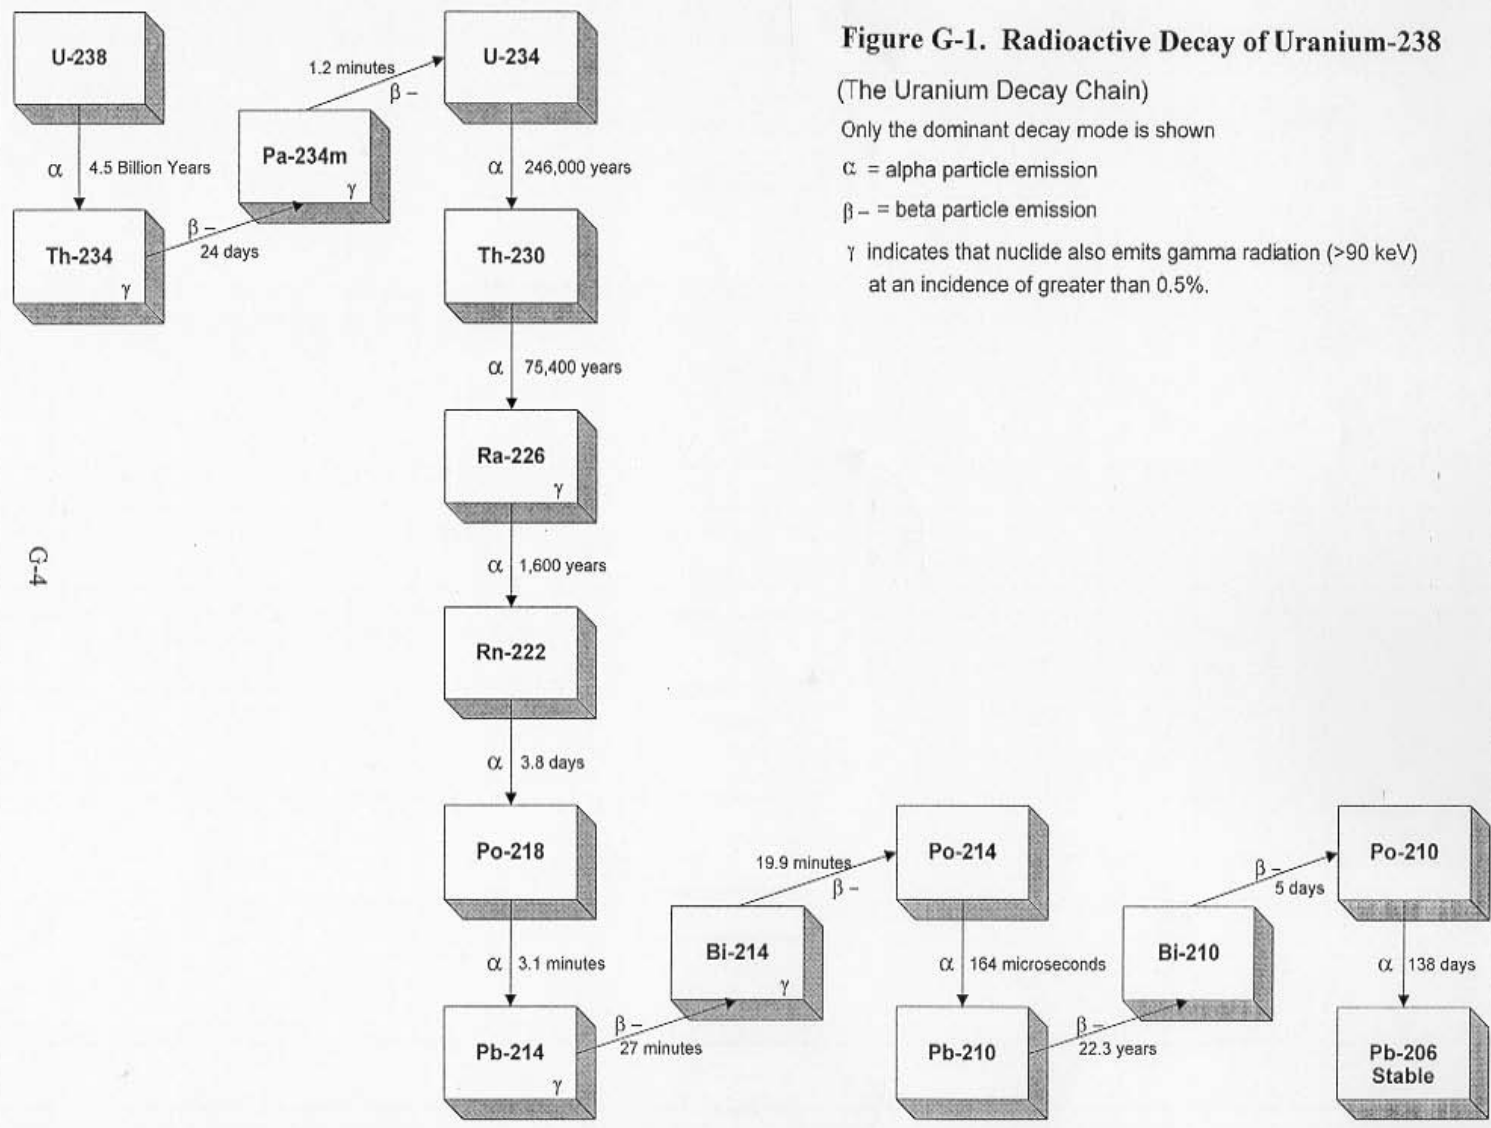 Figure G-1. Radioactive Decay of Uranium-238
(The Uranium Decay Chain)
Only the dominant decay mode is shown
α = alpha particle emission
β – = beta particle emission
γ indicates that nuclide also emits gamma radiation (>90 keV)
at an incidence of greater than 0.5%.
U-238
α 4.5 Billion Years
Th-234
γ
β –
24 days
Pa-234m
γ
1.2 minutes
β –
U-234
α 246,000 years
Th-230
α 75,400 years
Ra-226
γ
α 1,600 years
Rn-222
α 3.8 days
Po-218
α 3.1 minutes
Pb-214
γ
β –
27 minutes
Bi-214
γ
19.9 minutes
β –
Po-214
α 164 microseconds
Pb-210
β –
22.3 years
Bi-210
β –
5 days
Po-210
α 138 days
Pb-206
Stable
G-4